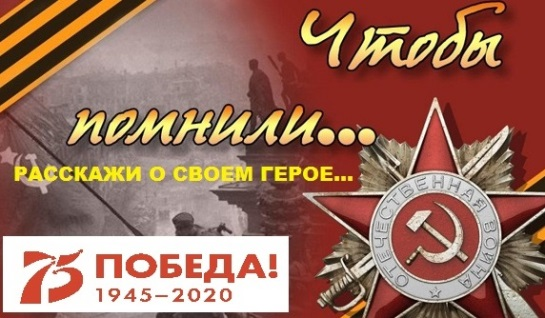 Чтобы
помнили...
РАССКАЖИ О СВОЕМ ГЕРОЕ...
75 ПОБЕДА!
1945–2020
ОТЕЧЕСТВЕННАЯ ВОЙНА